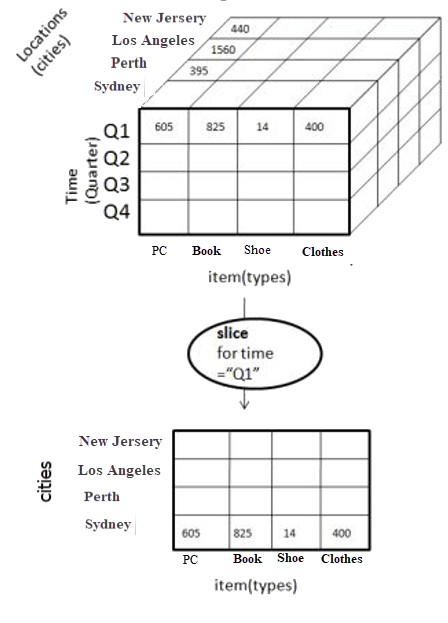 Locations
(cities)
New Jersery
Los Angeles
Perth
Sydney
440
1560
395
Time
(Quarter)
Q1 605 825 14 400
Q2
Q3
Q4
PC Book Shoe Clothes
item(types)
slice
for time
="Q1"
cities
New Jersery
Los Angeles
Perth
Sydney 605 825 14 400
PC Book Shoe Clothes
item(types)